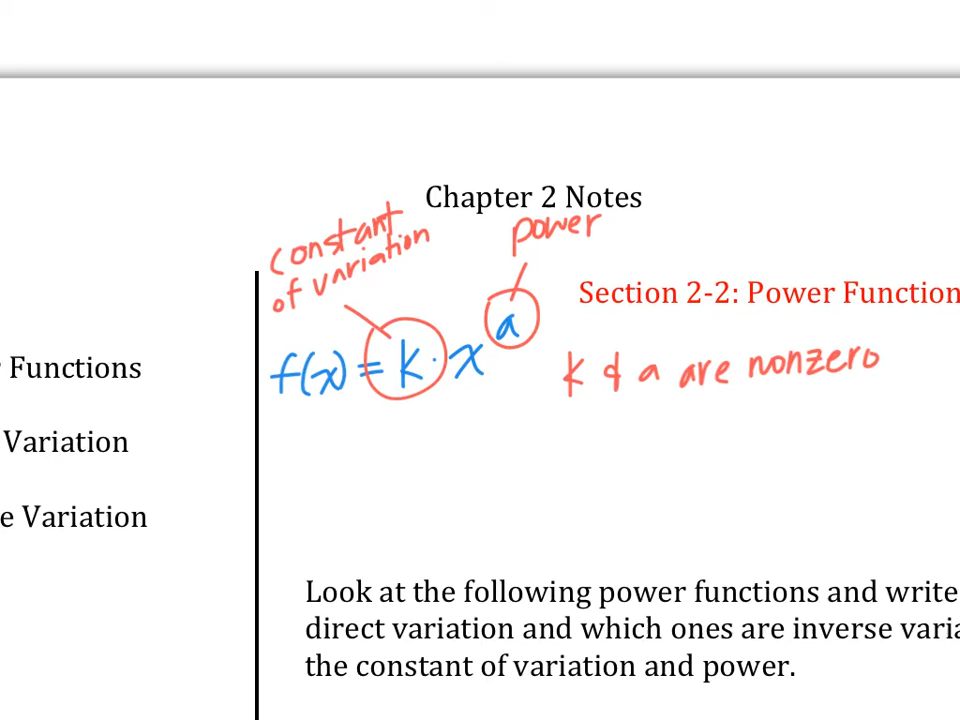 Chapter 2 Notes
constant
of variation
power
Section 2-2: Power Function
f(x) = k · x^a
k & a are nonzero
Functions
Variation
e Variation
Look at the following power functions and write
direct variation and which ones are inverse varia
the constant of variation and power.